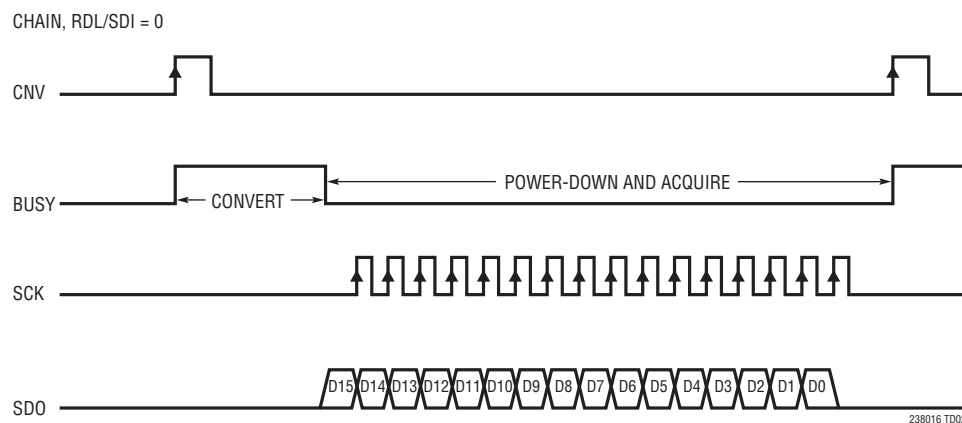 CHAIN, RDL/SDI = 0
CNV
BUSY
CONVERT
POWER-DOWN AND ACQUIRE
SCK
SDO
D15 D14 D13 D12 D11 D10 D9 D8 D7 D6 D5 D4 D3 D2 D1 D0